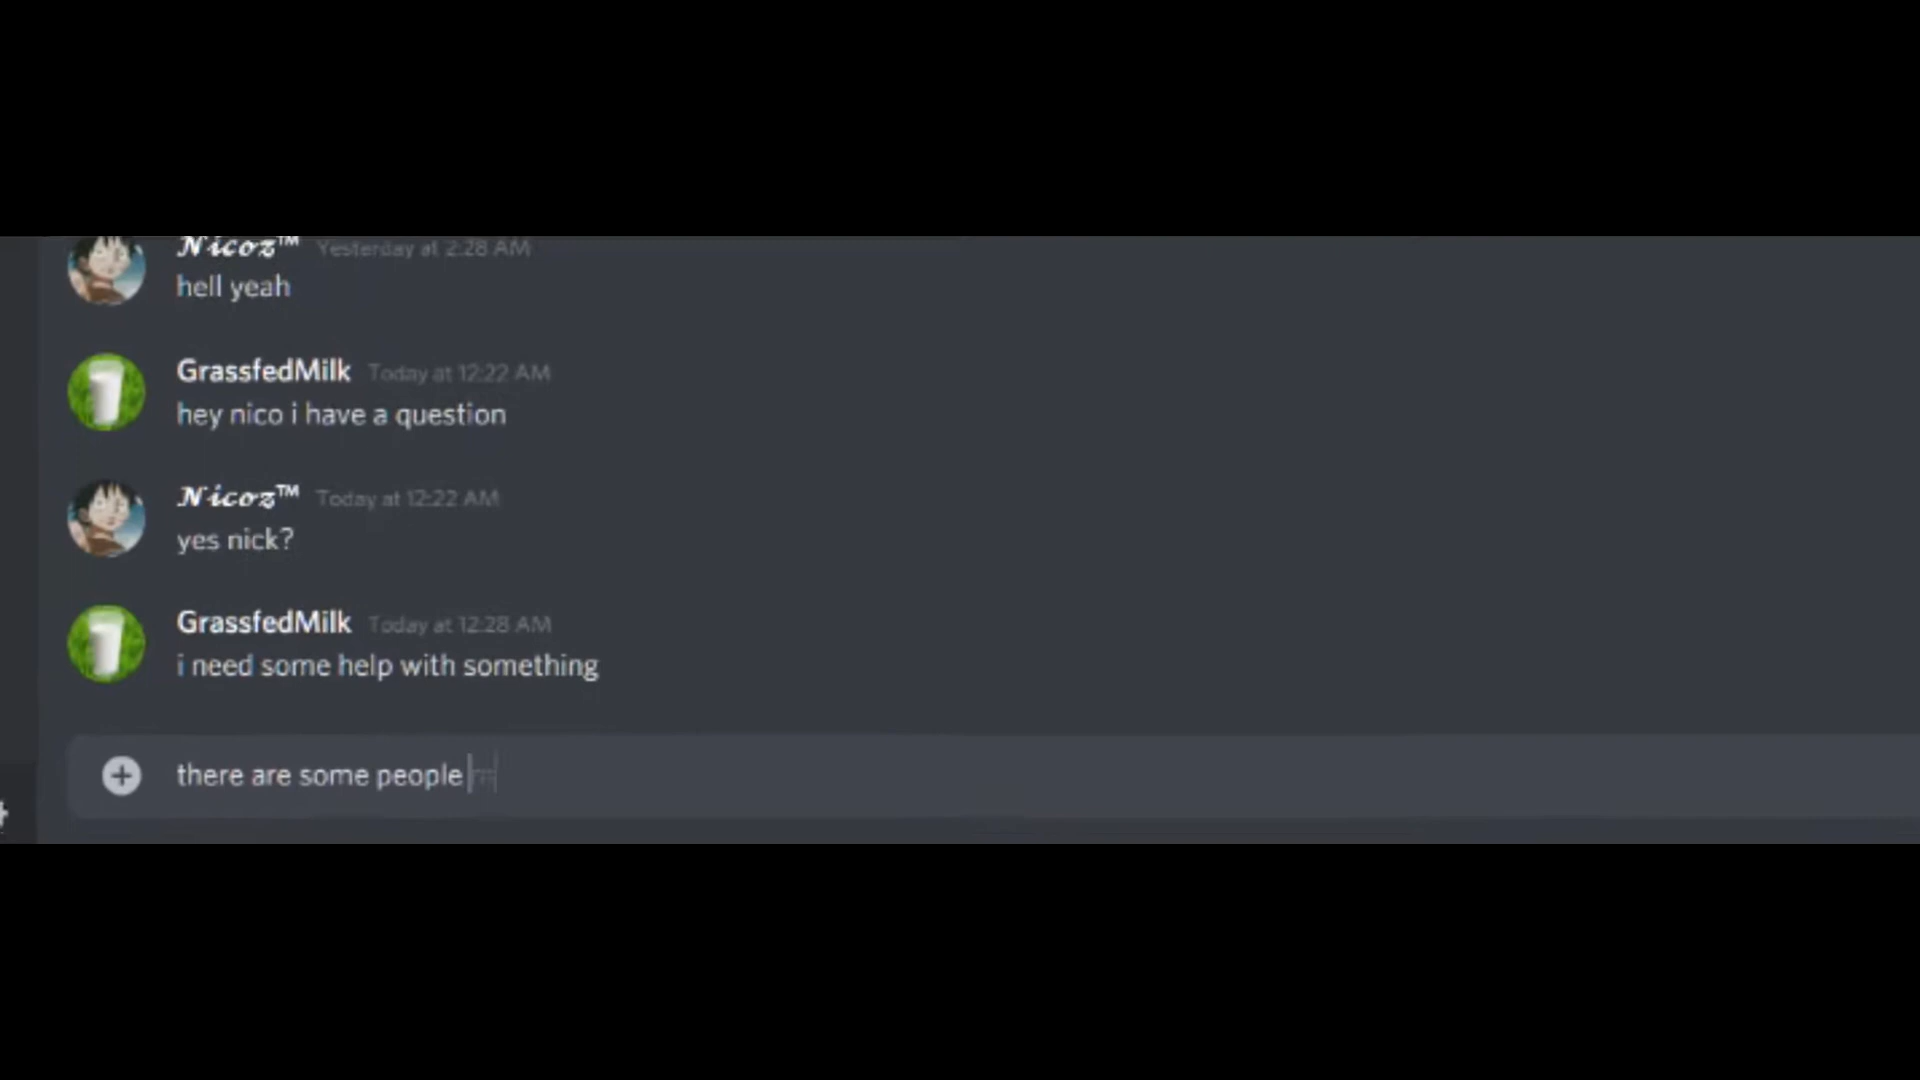 𝓝𝓲𝓬𝓸𝔃™ Yesterday at 2:28 AM
hell yeah
GrassfedMilk Today at 12:22 AM
hey nico i have a question
𝓝𝓲𝓬𝓸𝔃™ Today at 12:22 AM
yes nick?
GrassfedMilk Today at 12:28 AM
i need some help with something
there are some people